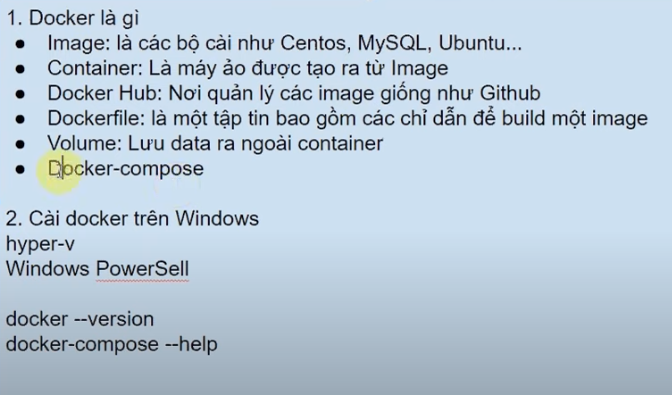 1. Docker là gì
● Image: là các bộ cài như Centos, MySQL, Ubuntu...
● Container: Là máy ảo được tạo ra từ Image
● Docker Hub: Nơi quản lý các image giống như Github
● Dockerfile: là một tập tin bao gồm các chỉ dẫn để build một image
● Volume: Lưu data ra ngoài container
● Docker-compose
2. Cài docker trên Windows
hyper-v
Windows PowerSell
docker --version
docker-compose --help